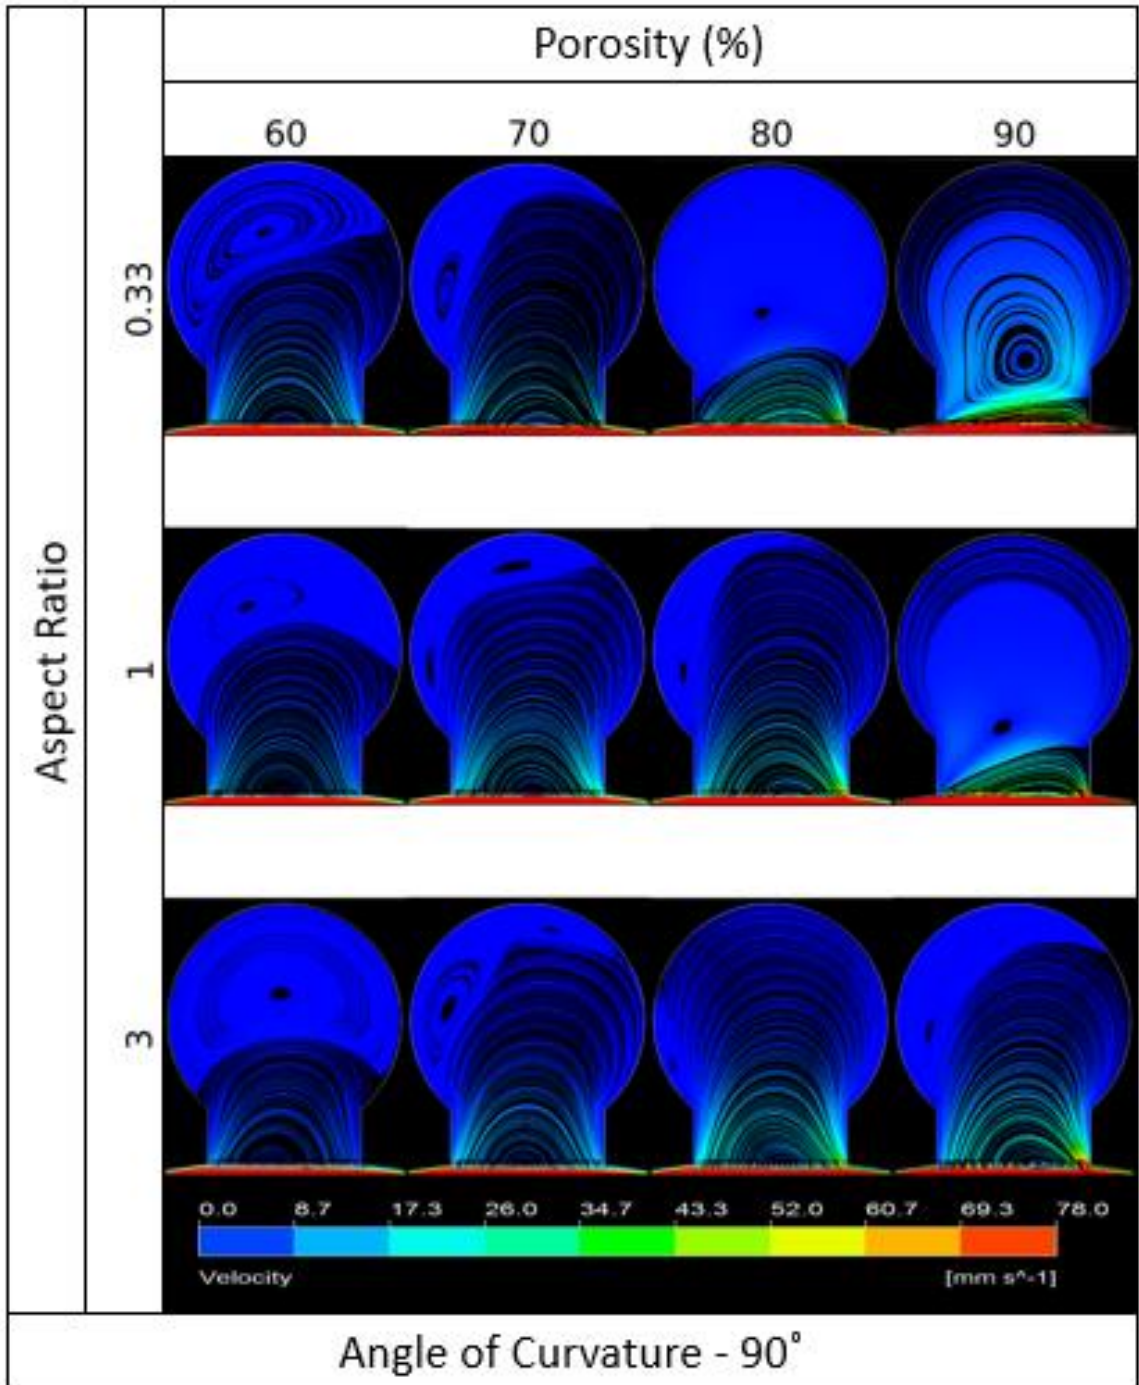 Porosity (%)
60 70 80 90
Aspect Ratio
0.33
1
3
0.0 8.7 17.3 26.0 34.7 43.3 52.0 60.7 69.3 78.0
Velocity [mm s^-1]
Angle of Curvature - 90˚